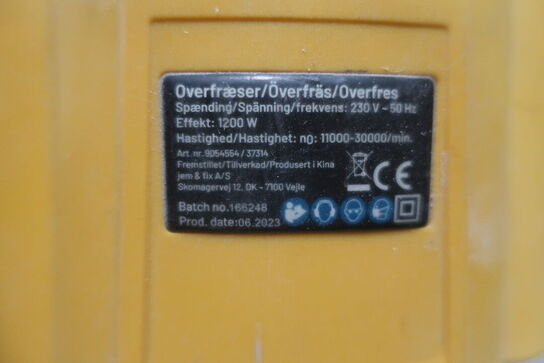 Overfræser/Överfräs/Overfres
Spænding/Spänning/frekvens: 230 V ~ 50 Hz
Effekt: 1200 W
Hastighed/Hastighet: n0: 11000-30000/min.
Art. nr. 9054554 / 37314
Fremstillet/Tillverkad/Produsert i Kina
jem & fix A/S
Skomagervej 12, DK - 7100 Vejle
CE
Batch no.166248
Prod. date:06.2023